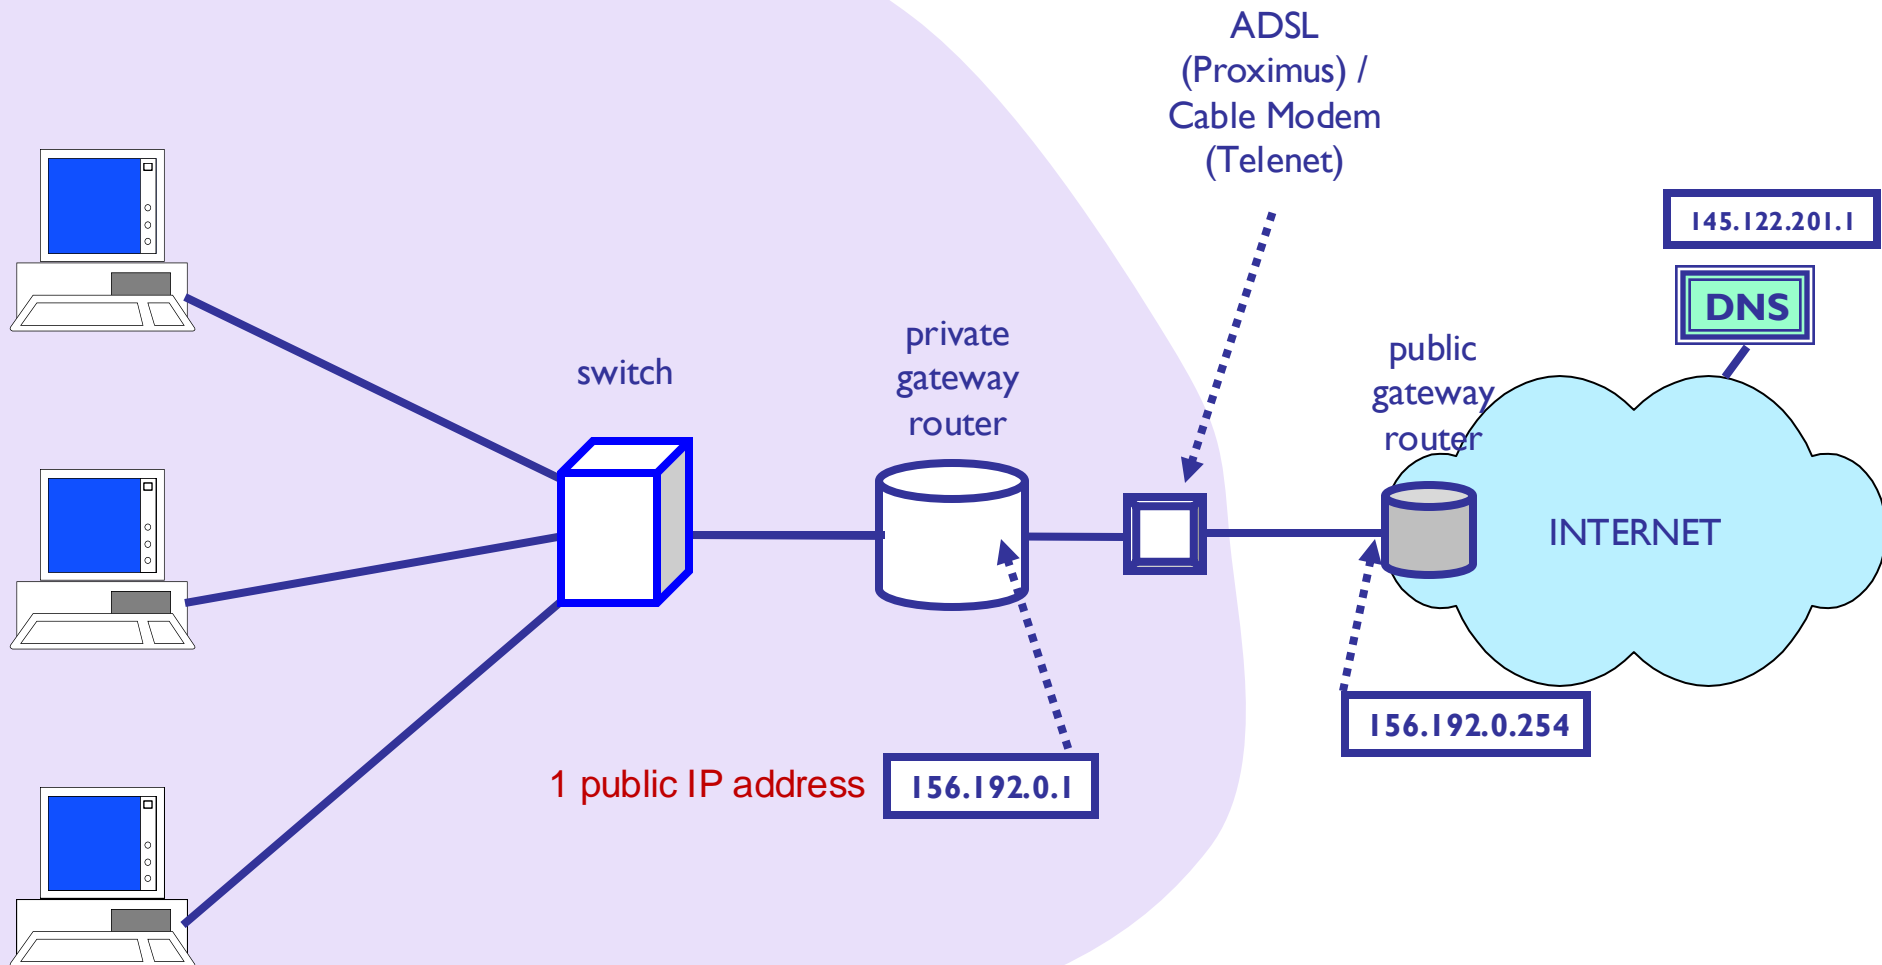 ADSL
(Proximus) /
Cable Modem
(Telenet)
145.122.201.1
DNS
private
gateway
router
public
gateway
router
switch
INTERNET
156.192.0.254
1 public IP address
156.192.0.1